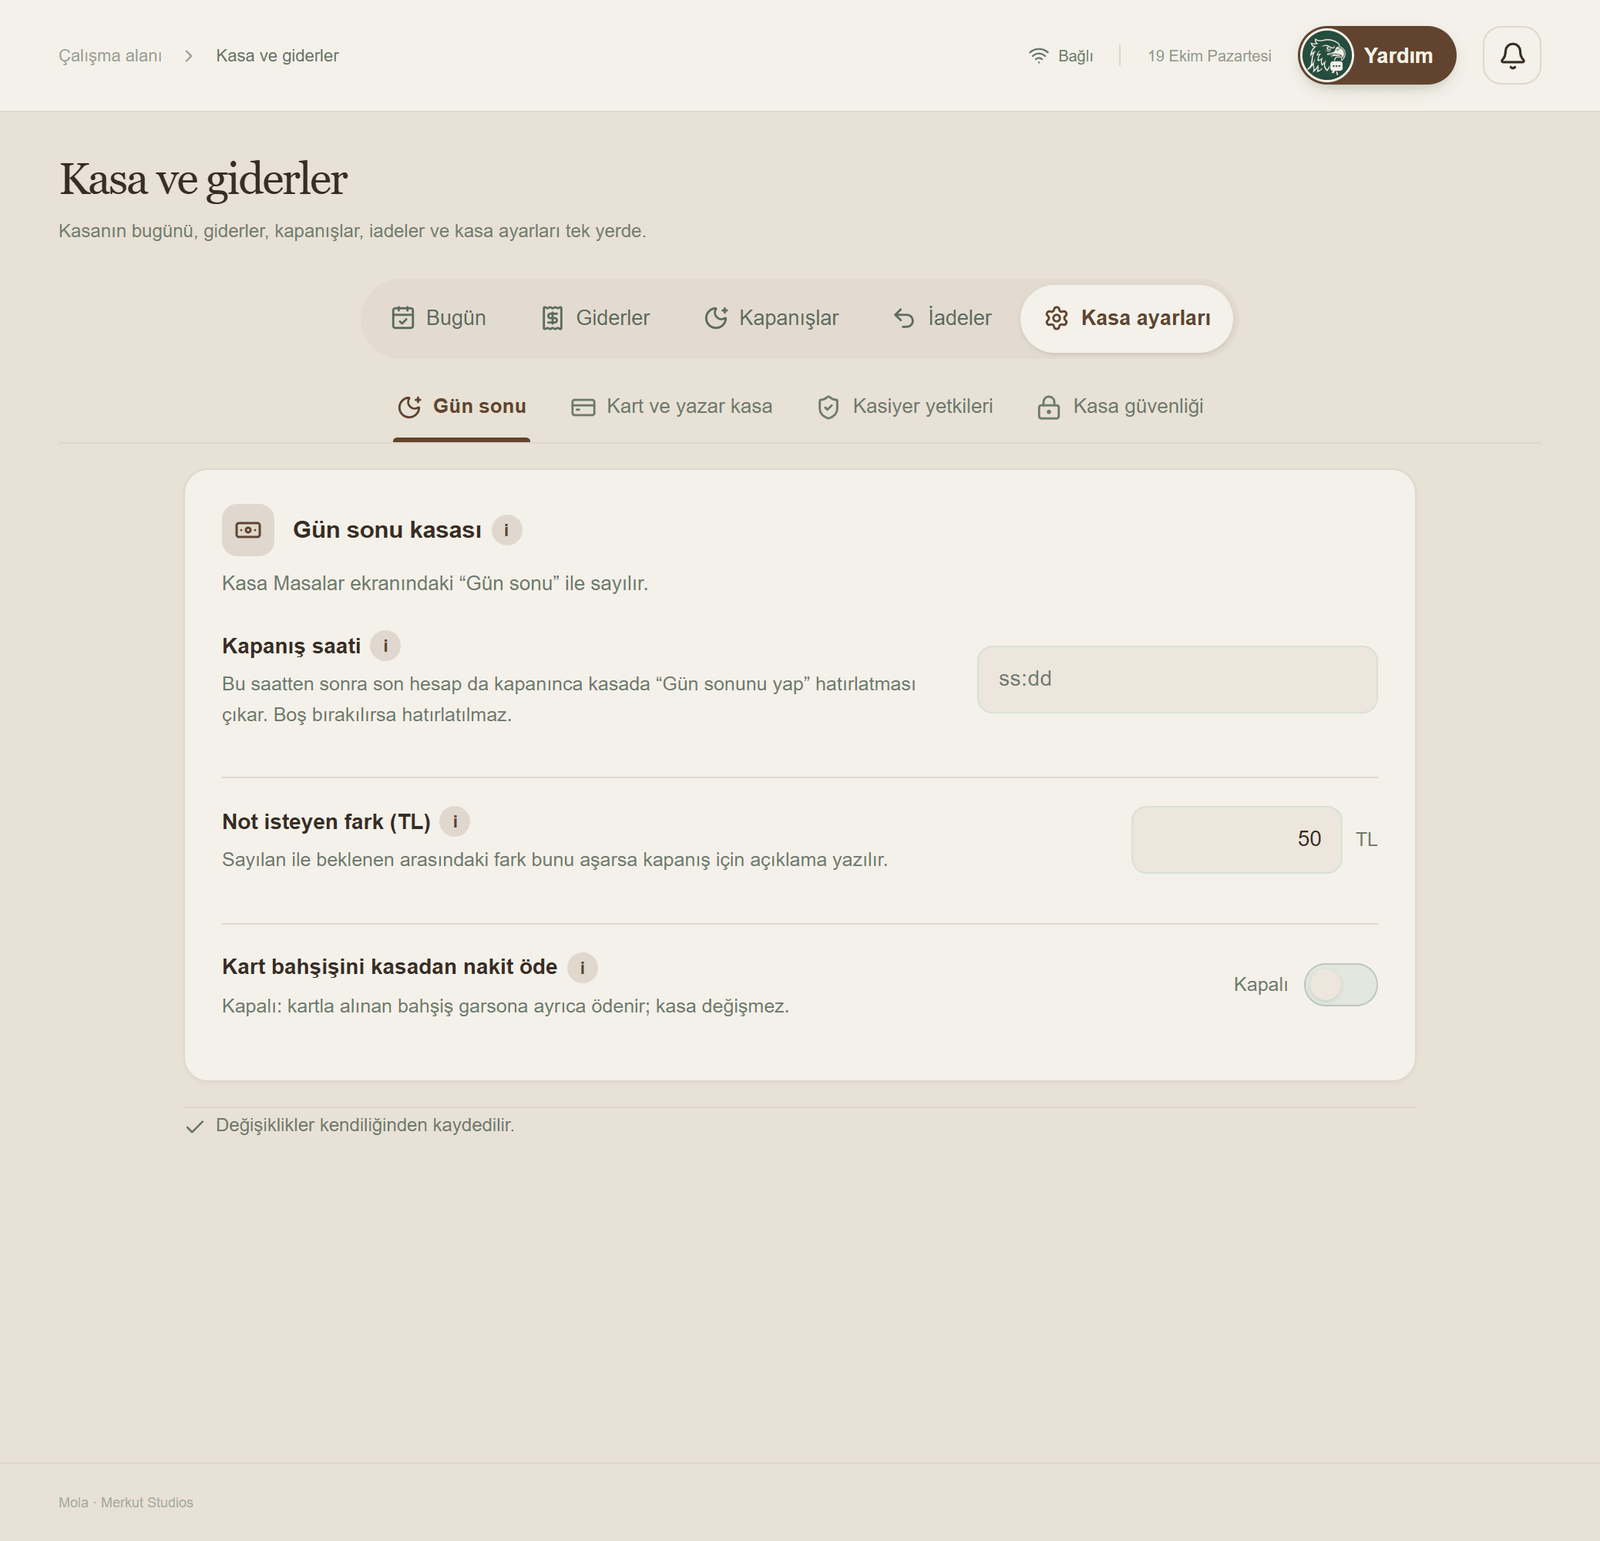 Çalışma alanı > Kasa ve giderler
Bağlı
19 Ekim Pazartesi
Yardım
Kasa ve giderler
Kasanın bugünü, giderler, kapanışlar, iadeler ve kasa ayarları tek yerde.
Bugün
Giderler
Kapanışlar
İadeler
Kasa ayarları
Gün sonu
Kart ve yazar kasa
Kasiyer yetkileri
Kasa güvenliği
Gün sonu kasası i
Kasa Masalar ekranındaki “Gün sonu” ile sayılır.
Kapanış saati i
Bu saatten sonra son hesap da kapanınca kasada “Gün sonunu yap” hatırlatması
çıkar. Boş bırakılırsa hatırlatılmaz.
ss:dd
Not isteyen fark (TL) i
Sayılan ile beklenen arasındaki fark bunu aşarsa kapanış için açıklama yazılır.
50 TL
Kart bahşişini kasadan nakit öde i
Kapalı: kartla alınan bahşiş garsona ayrıca ödenir; kasa değişmez.
Kapalı
Değişiklikler kendiliğinden kaydedilir.
Mola · Merkut Studios